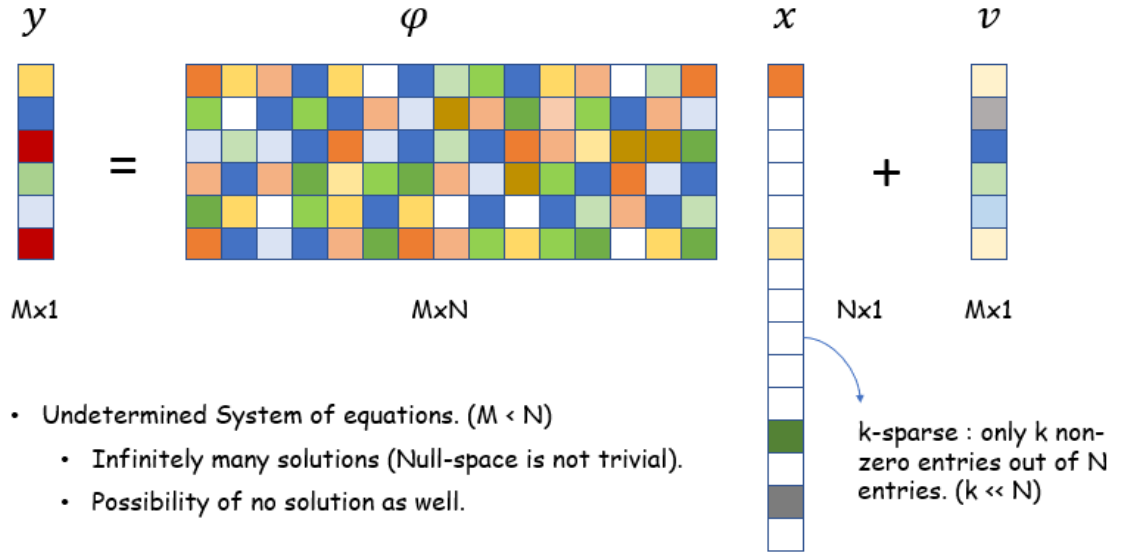 y φ x v
= +
Mx1 MxN Nx1 Mx1
• Undetermined System of equations. (M < N)
• Infinitely many solutions (Null-space is not trivial).
• Possibility of no solution as well.
k-sparse : only k non-
zero entries out of N
entries. (k << N)